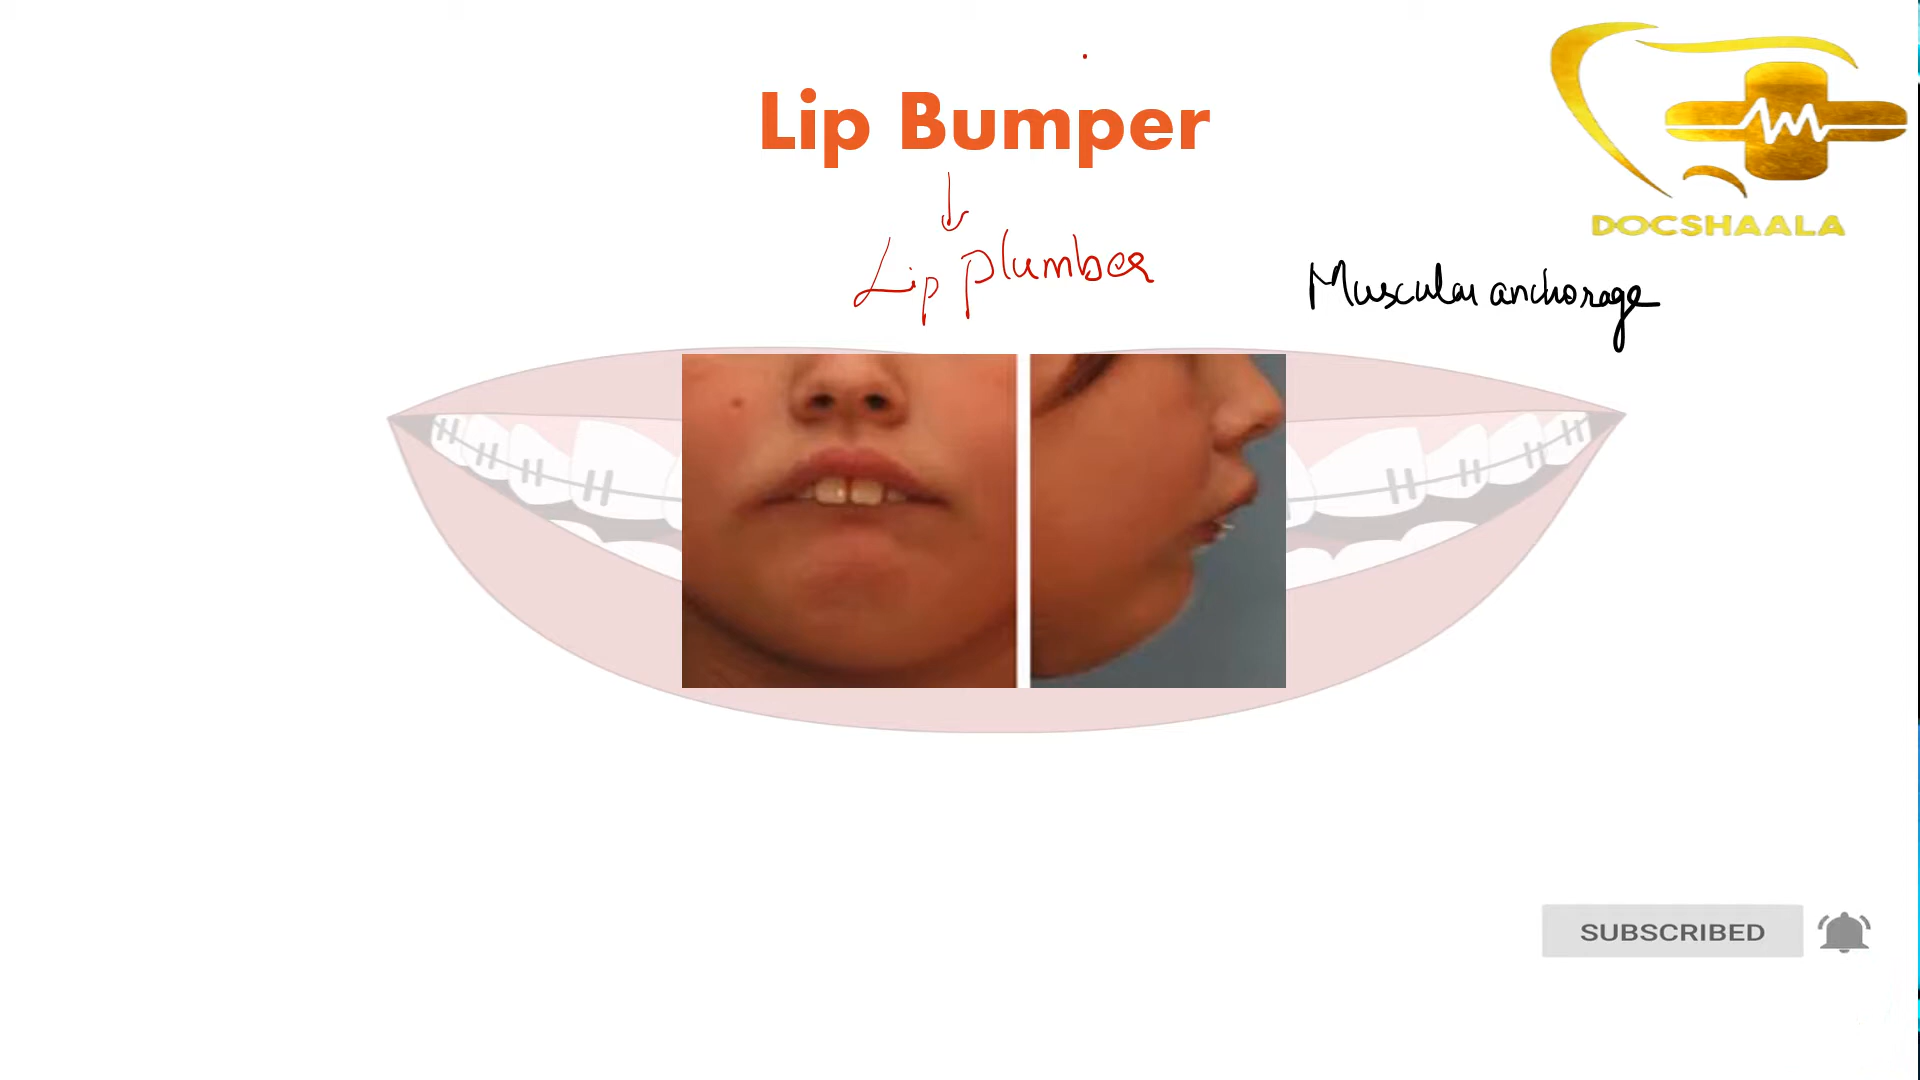 Lip Bumper
DOCSHAALA
Lip plumber
Muscular anchorage
SUBSCRIBED